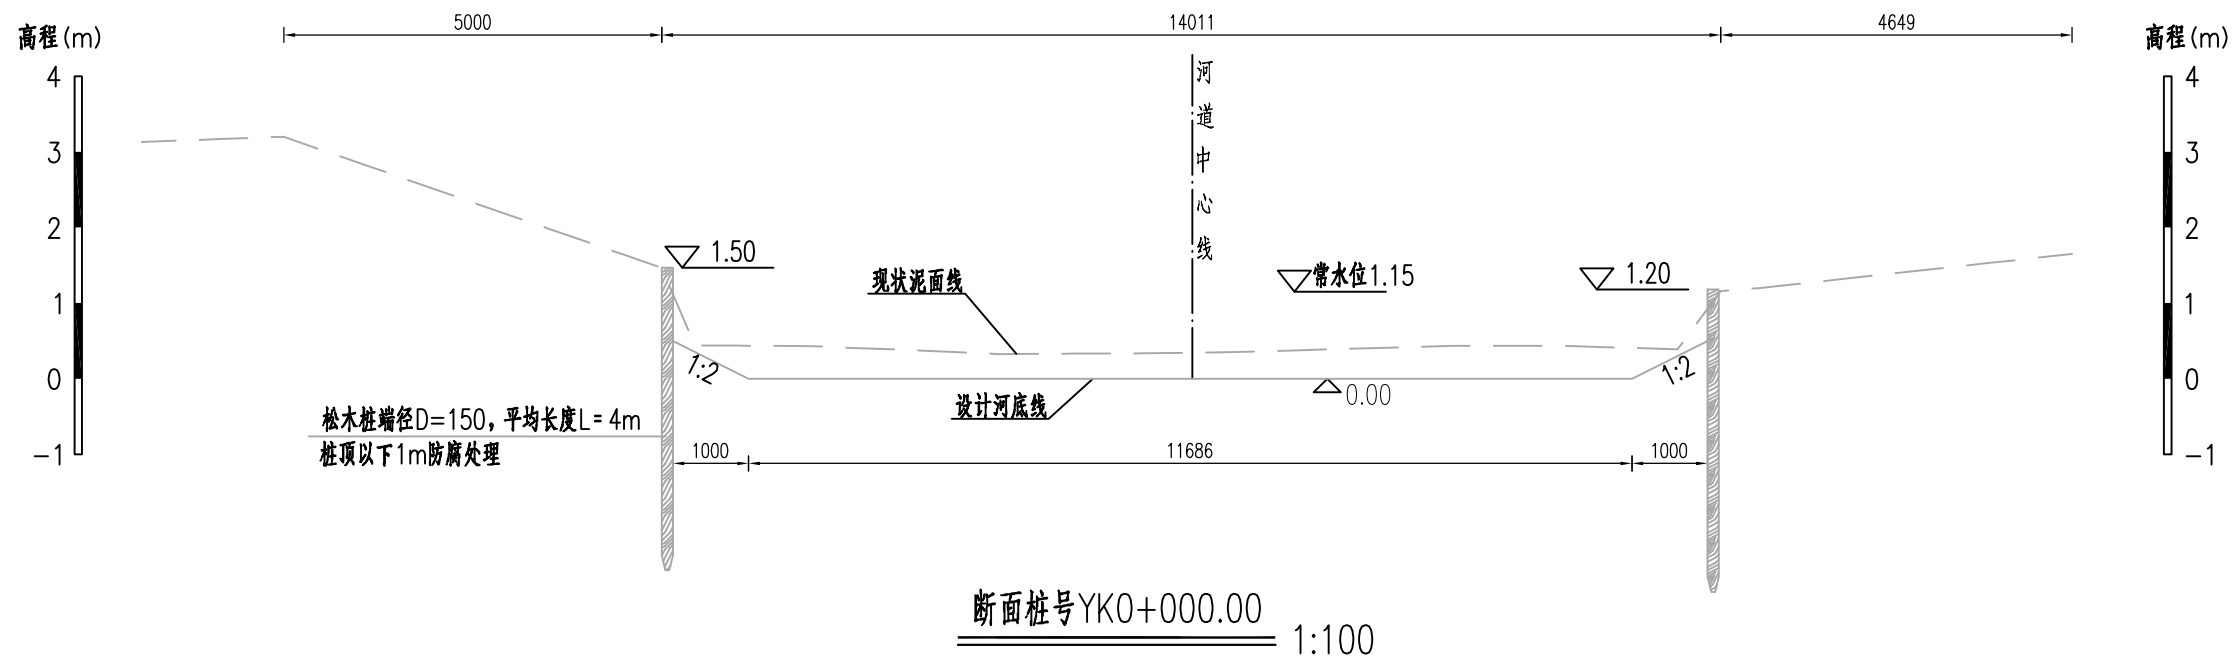 5000
14011
4649
高程(m)
高程(m)
4
3
2
1
0
-1
4
3
2
1
0
-1
河道中心线
1.50
现状泥面线
常水位1.15
1.20
1:2
1:2
设计河底线
0.00
松木桩端径D=150,平均长度L=4m
桩顶以下1m防腐处理
1000
11686
1000
断面桩号YK0+000.00
1:100